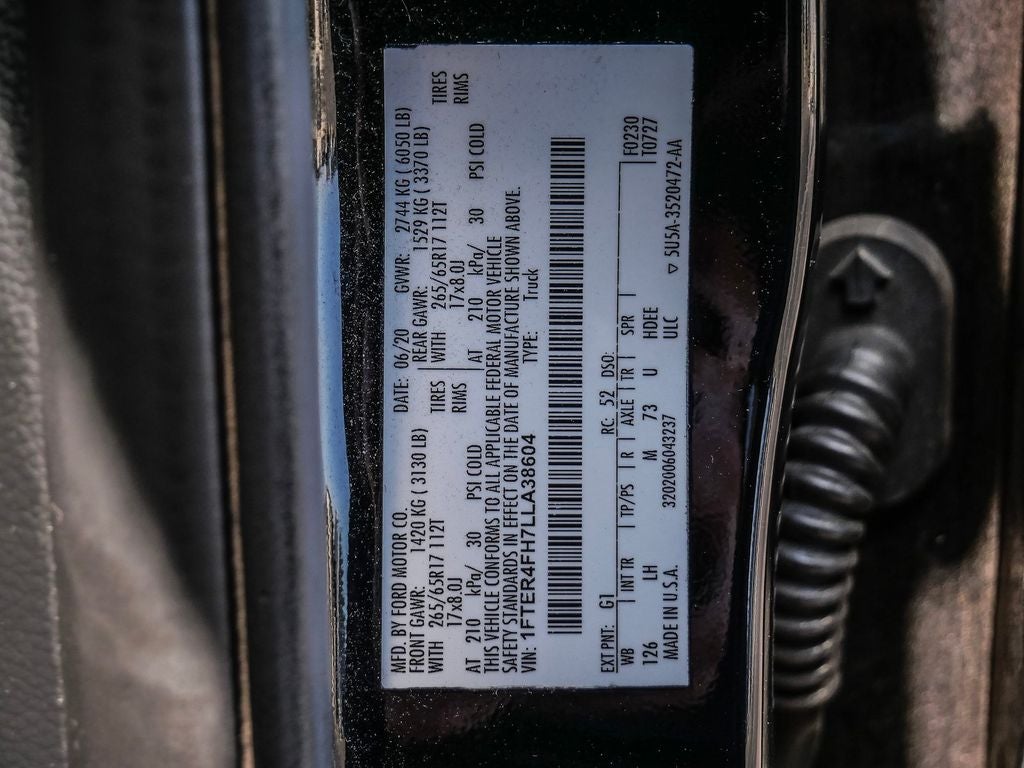 MFD. BY FORD MOTOR CO. DATE: 06/20 GVWR: 2744 KG ( 6050 LB)
FRONT GAWR: 1420 KG ( 3130 LB) REAR GAWR: 1529 KG ( 3370 LB)
WITH 265/65R17 112T TIRES WITH 265/65R17 112T TIRES
17x8.0J RIMS 17x8.0J RIMS
AT 210 kPa/ 30 PSI COLD AT 210 kPa/ 30 PSI COLD
THIS VEHICLE CONFORMS TO ALL APPLICABLE FEDERAL MOTOR VEHICLE
SAFETY STANDARDS IN EFFECT ON THE DATE OF MANUFACTURE SHOWN ABOVE.
VIN: 1FTER4FH7LLA38604 TYPE: Truck
EXT PNT: G1 RC: 52 DSO: F0230
WB INT TR TP/PS R AXLE TR SPR 10727
126 LH M 73 U HDEE
MADE IN U.S.A. 3202006043237 ULC 5U5A-3520472-AA